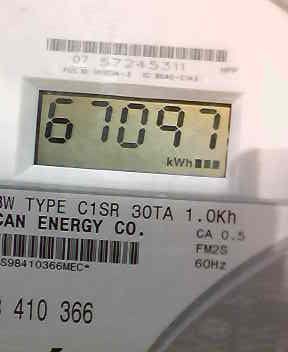 07 57245311
67097
kWh
W TYPE C1SR 30TA 1.0Kh
CAN ENERGY CO.
CA 0.5
FM2S
60Hz
S98410366MEC*
410 366